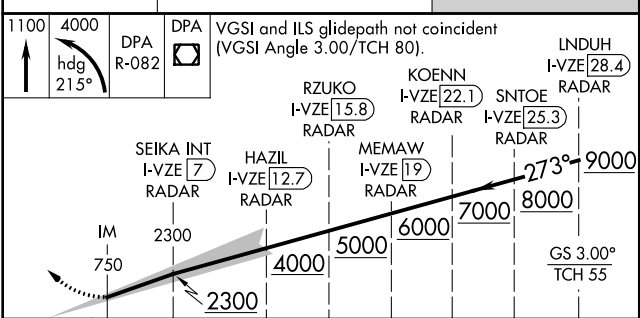 1100
4000
hdg
215°
DPA
R-082
DPA
VGSI and ILS glidepath not coincident
(VGSI Angle 3.00/TCH 80).
LNDUH
I-VZE 28.4
RADAR
KOENN
I-VZE 22.1
RADAR
SNTOE
I-VZE 25.3
RADAR
RZUKO
I-VZE 15.8
RADAR
MEMAW
I-VZE 19
RADAR
SEIKA INT
I-VZE 7
RADAR
HAZIL
I-VZE 12.7
RADAR
IM
750
2300
2300
4000
5000
6000
7000
8000
273°
9000
GS 3.00°
TCH 55